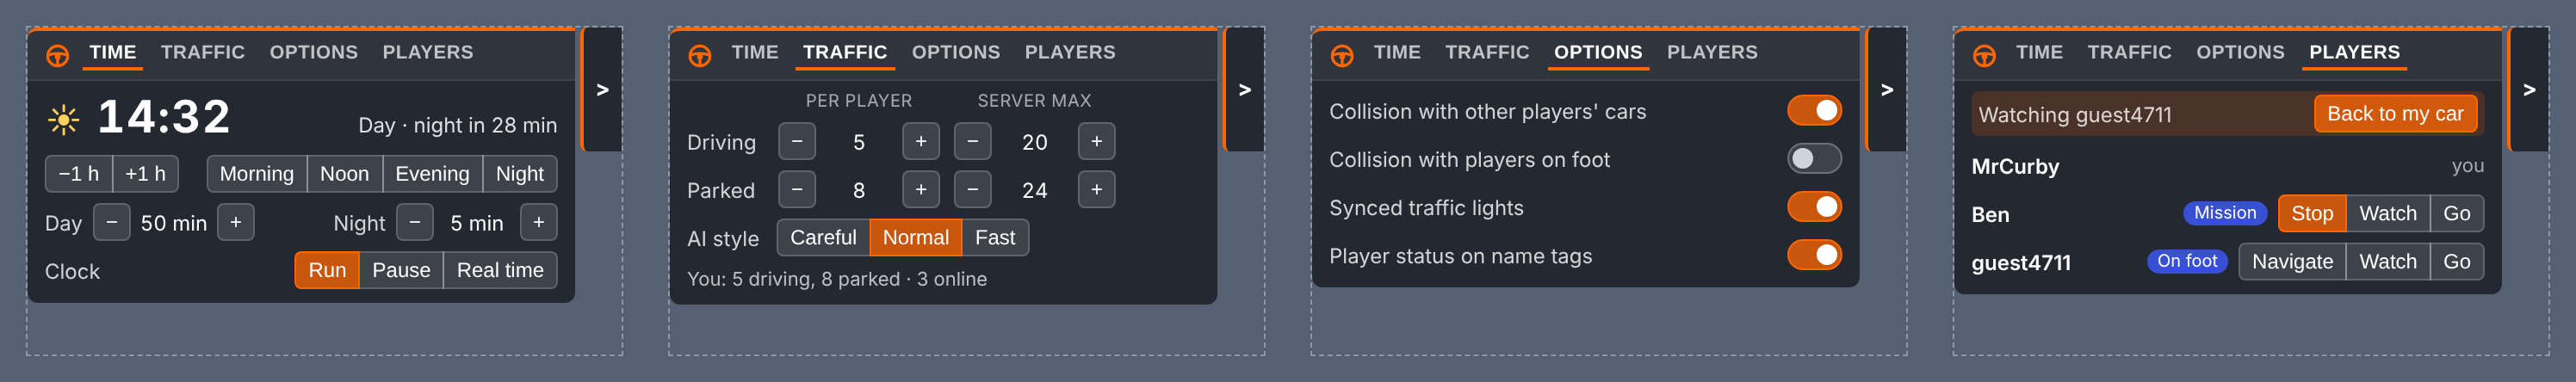 TIME TRAFFIC OPTIONS PLAYERS
>
14:32 Day · night in 28 min
−1 h +1 h Morning Noon Evening Night
Day − 50 min + Night − 5 min +
Clock Run Pause Real time
TIME TRAFFIC OPTIONS PLAYERS
>
PER PLAYER SERVER MAX
Driving − 5 + − 20 +
Parked − 8 + − 24 +
AI style Careful Normal Fast
You: 5 driving, 8 parked · 3 online
TIME TRAFFIC OPTIONS PLAYERS
>
Collision with other players' cars
Collision with players on foot
Synced traffic lights
Player status on name tags
TIME TRAFFIC OPTIONS PLAYERS
>
Watching guest4711 Back to my car
MrCurby you
Ben Mission Stop Watch Go
guest4711 On foot Navigate Watch Go